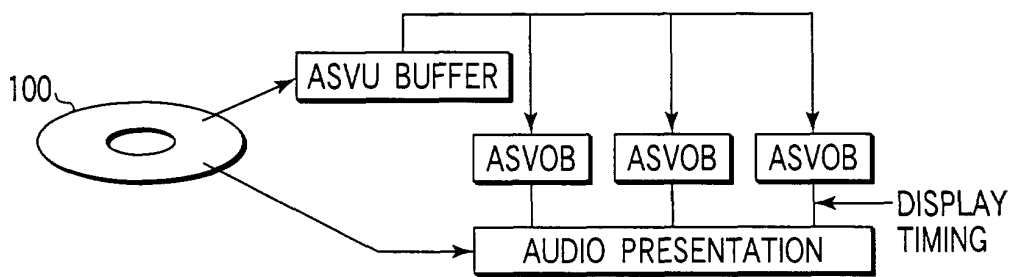 ASVU BUFFER
100
ASVOB ASVOB ASVOB
DISPLAY
TIMING
AUDIO PRESENTATION